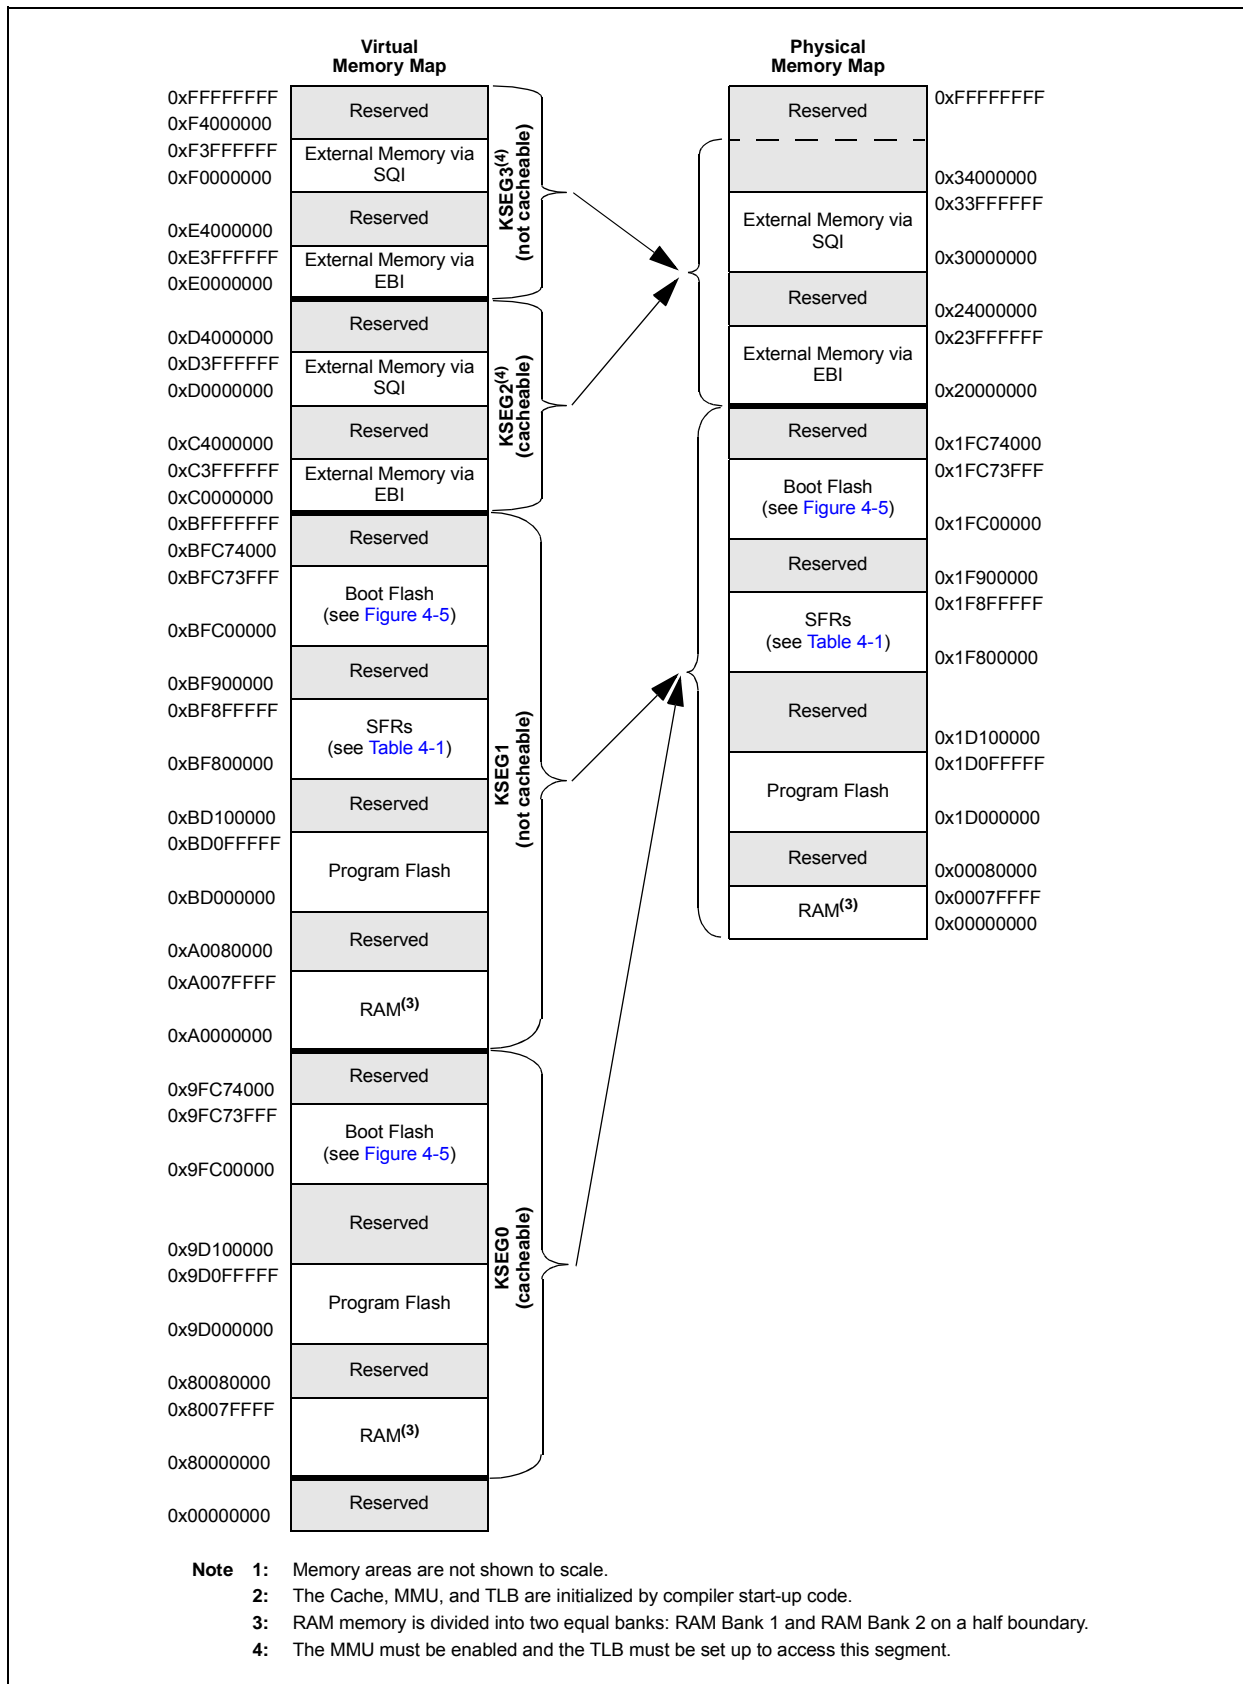 Virtual
Memory Map
0xFFFFFFFF
Reserved
0xF4000000
0xF3FFFFFF
External Memory via
SQI
0xF0000000
Reserved
0xE4000000
0xE3FFFFFF
External Memory via
EBI
0xE0000000
KSEG3(4)
(not cacheable)
Reserved
0xD4000000
0xD3FFFFFF
External Memory via
SQI
0xD0000000
Reserved
0xC4000000
0xC3FFFFFF
External Memory via
EBI
0xC0000000
KSEG2(4)
(cacheable)
0xBFFFFFFF
Reserved
0xBFC74000
0xBFC73FFF
Boot Flash
(see Figure 4-5)
0xBFC00000
Reserved
0xBF900000
0xBF8FFFFF
SFRs
(see Table 4-1)
0xBF800000
Reserved
0xBD100000
0xBD0FFFFF
Program Flash
0xBD000000
Reserved
0xA0080000
0xA007FFFF
RAM(3)
0xA0000000
KSEG1
(not cacheable)
Reserved
0x9FC74000
0x9FC73FFF
Boot Flash
(see Figure 4-5)
0x9FC00000
Reserved
0x9D100000
0x9D0FFFFF
Program Flash
0x9D000000
Reserved
0x80080000
0x8007FFFF
RAM(3)
0x80000000
KSEG0
(cacheable)
Reserved
0x00000000
Physical
Memory Map
0xFFFFFFFF
Reserved
0x34000000
0x33FFFFFF
External Memory via
SQI
0x30000000
Reserved
0x24000000
0x23FFFFFF
External Memory via
EBI
0x20000000
Reserved
0x1FC74000
0x1FC73FFF
Boot Flash
(see Figure 4-5)
0x1FC00000
Reserved
0x1F900000
0x1F8FFFFF
SFRs
(see Table 4-1)
0x1F800000
Reserved
0x1D100000
0x1D0FFFFF
Program Flash
0x1D000000
Reserved
0x00080000
0x0007FFFF
RAM(3)
0x00000000
Note 1: Memory areas are not shown to scale.
2: The Cache, MMU, and TLB are initialized by compiler start-up code.
3: RAM memory is divided into two equal banks: RAM Bank 1 and RAM Bank 2 on a half boundary.
4: The MMU must be enabled and the TLB must be set up to access this segment.